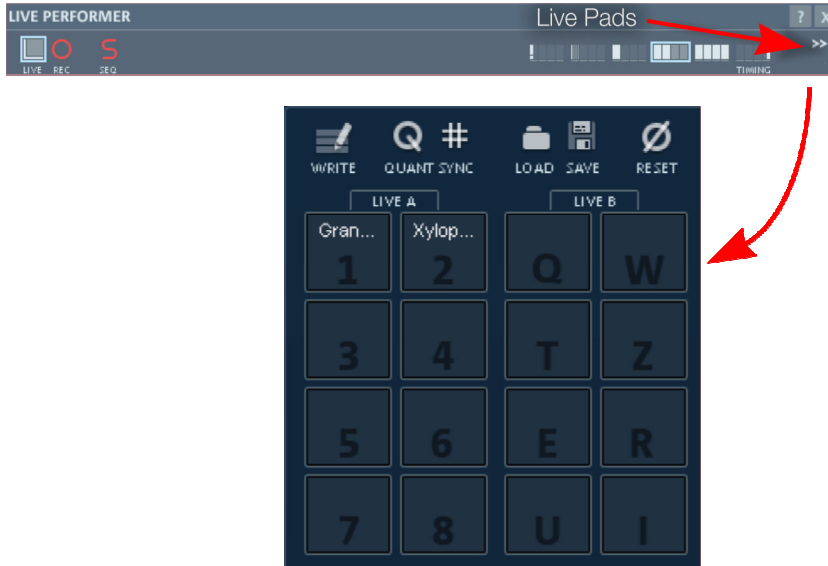 LIVE PERFORMER
Live Pads
? X
>>
LIVE REC SEQ
TIMING
WRITE QUANT SYNC LOAD SAVE RESET
LIVE A LIVE B
Gran... Xylop...
1 2 Q W
3 4 T Z
5 6 E R
7 8 U I